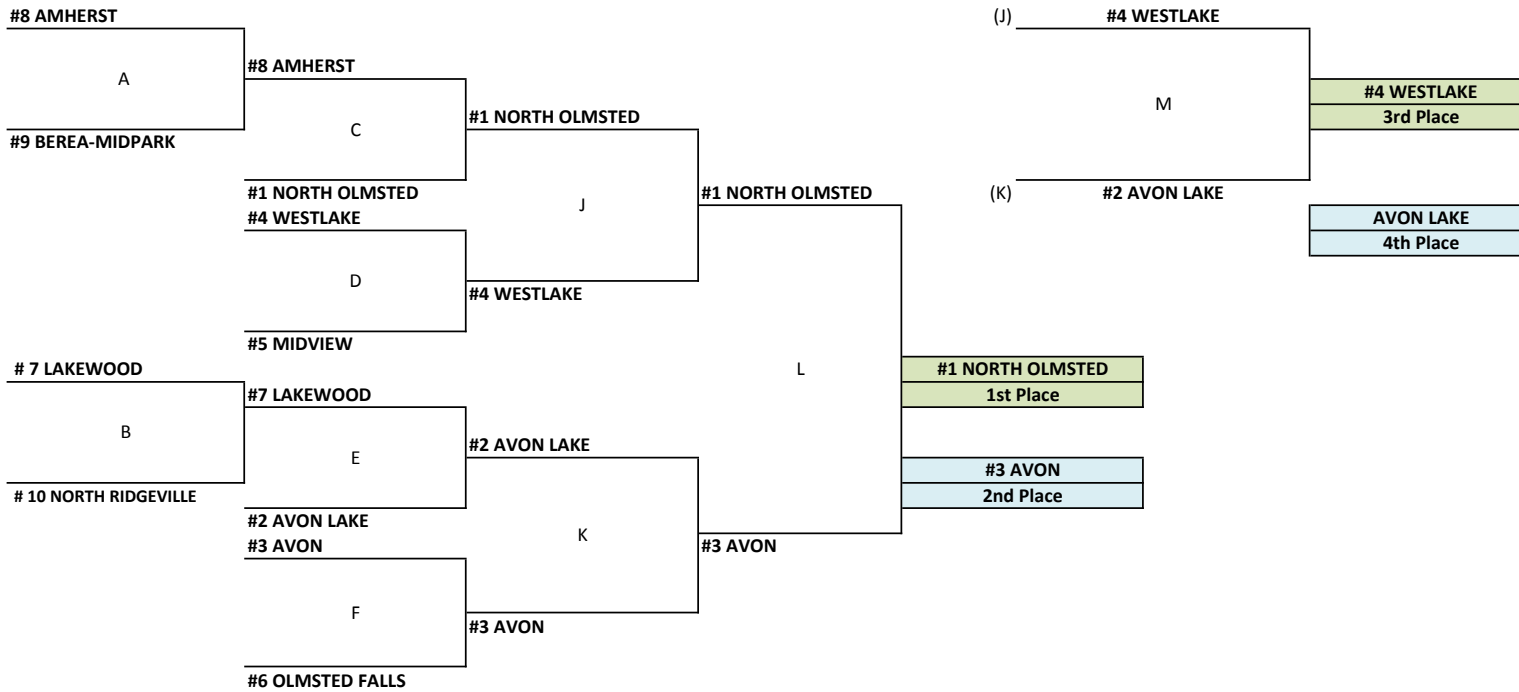 #8 AMHERST
(J) #4 WESTLAKE
#8 AMHERST
A
#4 WESTLAKE
M
3rd Place
#1 NORTH OLMSTED
C
#9 BEREA-MIDPARK
#1 NORTH OLMSTED
#1 NORTH OLMSTED
(K) #2 AVON LAKE
J
#4 WESTLAKE
AVON LAKE
4th Place
D
#4 WESTLAKE
#5 MIDVIEW
# 7 LAKEWOOD
L
#1 NORTH OLMSTED
1st Place
#7 LAKEWOOD
B
#2 AVON LAKE
E
#3 AVON
2nd Place
# 10 NORTH RIDGEVILLE
#2 AVON LAKE
K
#3 AVON
#3 AVON
F
#3 AVON
#6 OLMSTED FALLS